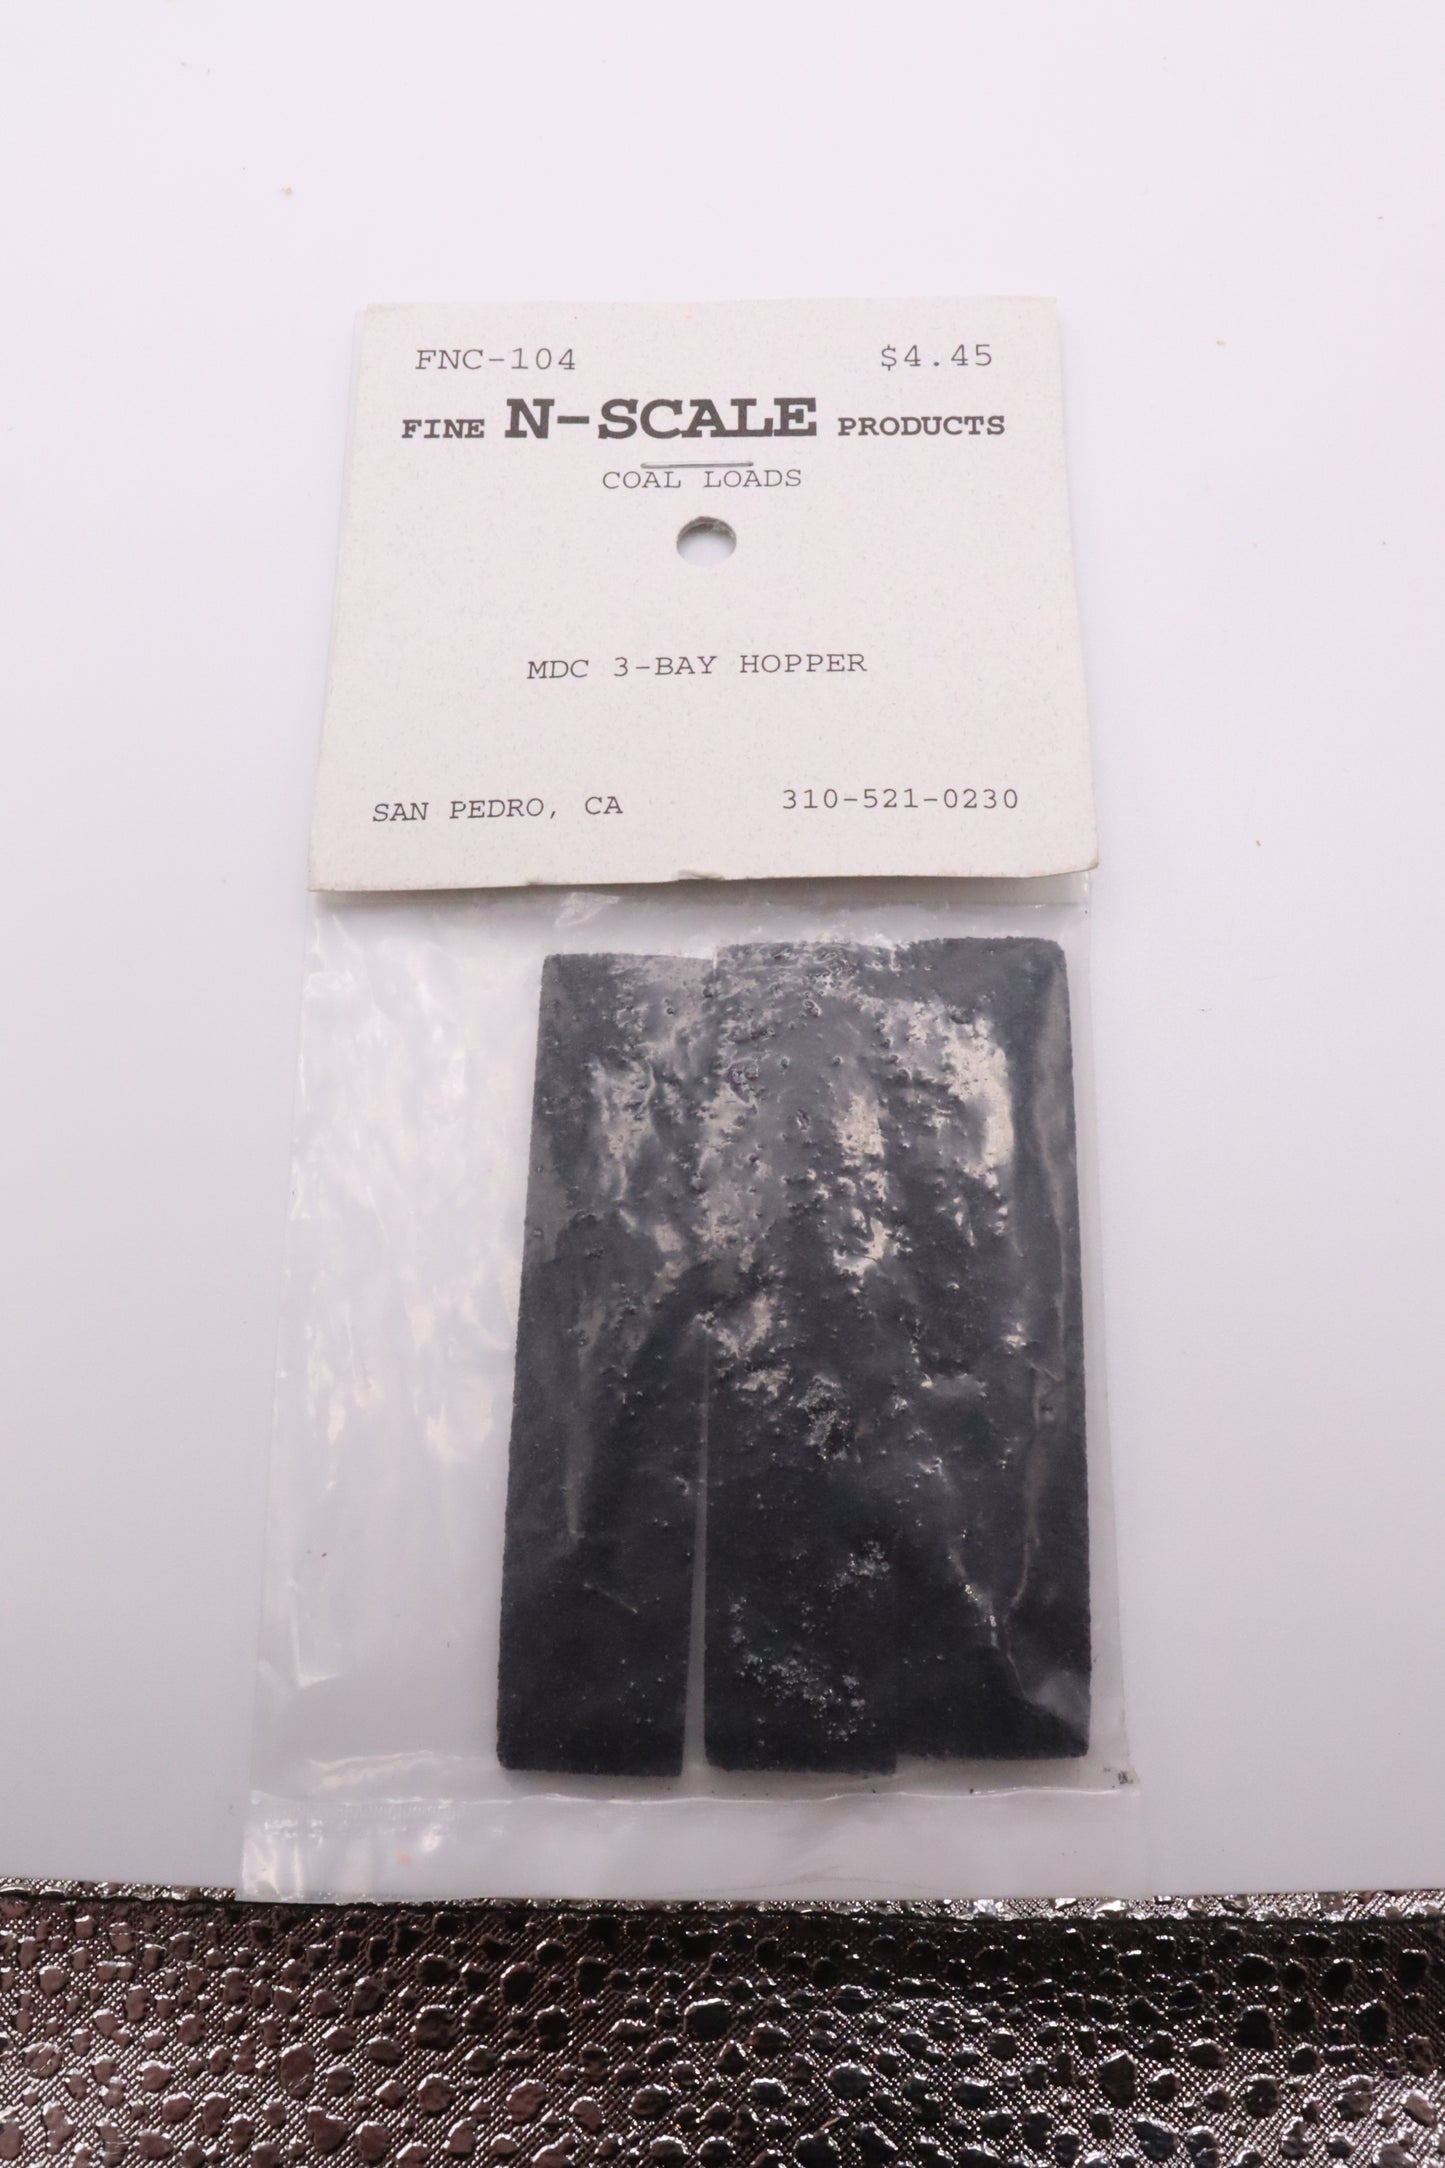 FNC-104 $4.45
FINE N-SCALE PRODUCTS
COAL LOADS
MDC 3-BAY HOPPER
SAN PEDRO, CA 310-521-0230